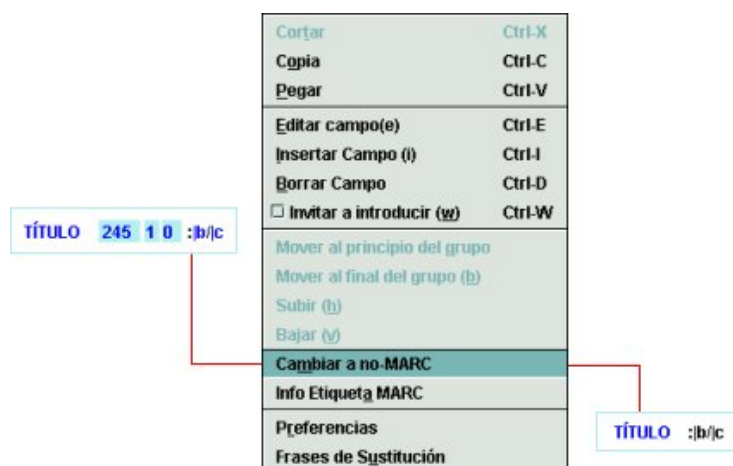 Cortar Ctrl-X
Copia Ctrl-C
Pegar Ctrl-V
Editar campo(e) Ctrl-E
Insertar Campo (i) Ctrl-I
Borrar Campo Ctrl-D
Invitar a introducir (w) Ctrl-W
TÍTULO 245 1 0 :|b/|c
Mover al principio del grupo
Mover al final del grupo (b)
Subir (h)
Bajar (v)
Cambiar a no-MARC
Info Etiqueta MARC
Preferencias
TÍTULO :|b/|c
Frases de Sustitución